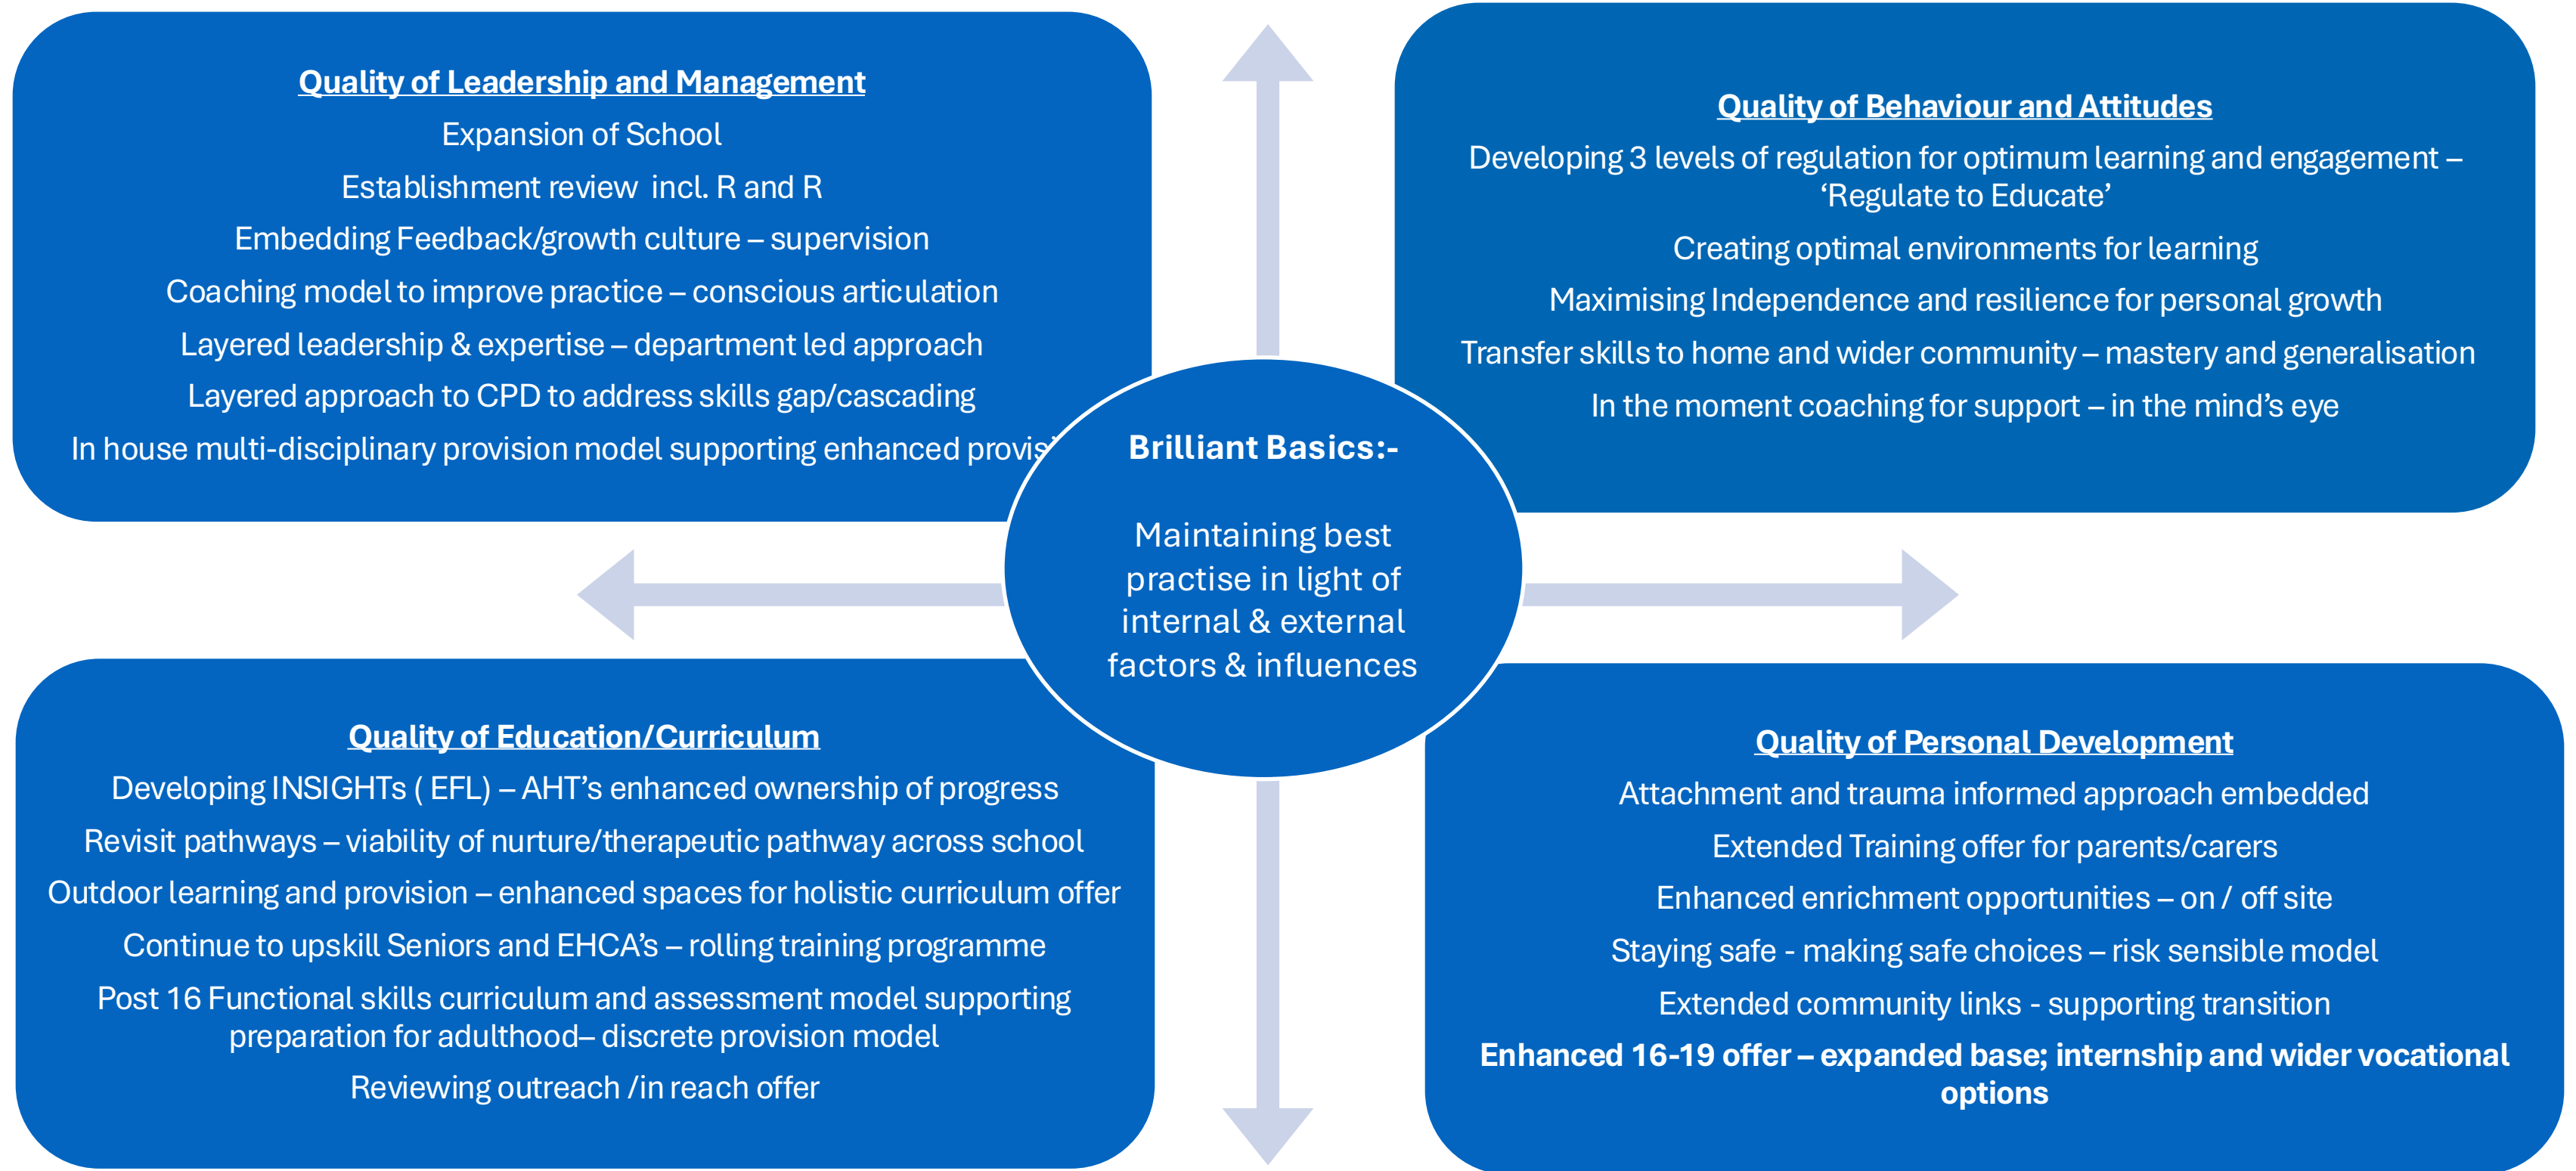 Quality of Leadership and Management
Expansion of School
Establishment review  incl. R and R
Embedding Feedback/growth culture – supervision
Coaching model to improve practice – conscious articulation
Layered leadership & expertise – department led approach
Layered approach to CPD to address skills gap/cascading
In house multi-disciplinary provision model supporting enhanced
Quality of Behaviour and Attitudes
Developing 3 levels of regulation for optimum learning and engagement –
‘Regulate to Educate’
Creating optimal environments for learning
Maximising Independence and resilience for personal growth
Transfer skills to home and wider community – mastery and generalisation
In the moment coaching for support – in the mind’s eye
Brilliant Basics:-
Maintaining best
practise in light of
internal & external
factors & influences
Quality of Education/Curriculum
Developing INSIGHTs ( EFL) – AHT’s enhanced ownership of progress
Revisit pathways – viability of nurture/therapeutic pathway across school
Outdoor learning and provision – enhanced spaces for holistic curriculum offer
Continue to upskill Seniors and EHCA’s – rolling training programme
Post 16 Functional skills curriculum and assessment model supporting
preparation for adulthood– discrete provision model
Reviewing outreach /in reach offer
Quality of Personal Development
Attachment and trauma informed approach embedded
Extended Training offer for parents/carers
Enhanced enrichment opportunities – on / off site
Staying safe - making safe choices – risk sensible model
Extended community links - supporting transition
Enhanced 16-19 offer – expanded base; internship and wider vocational
options